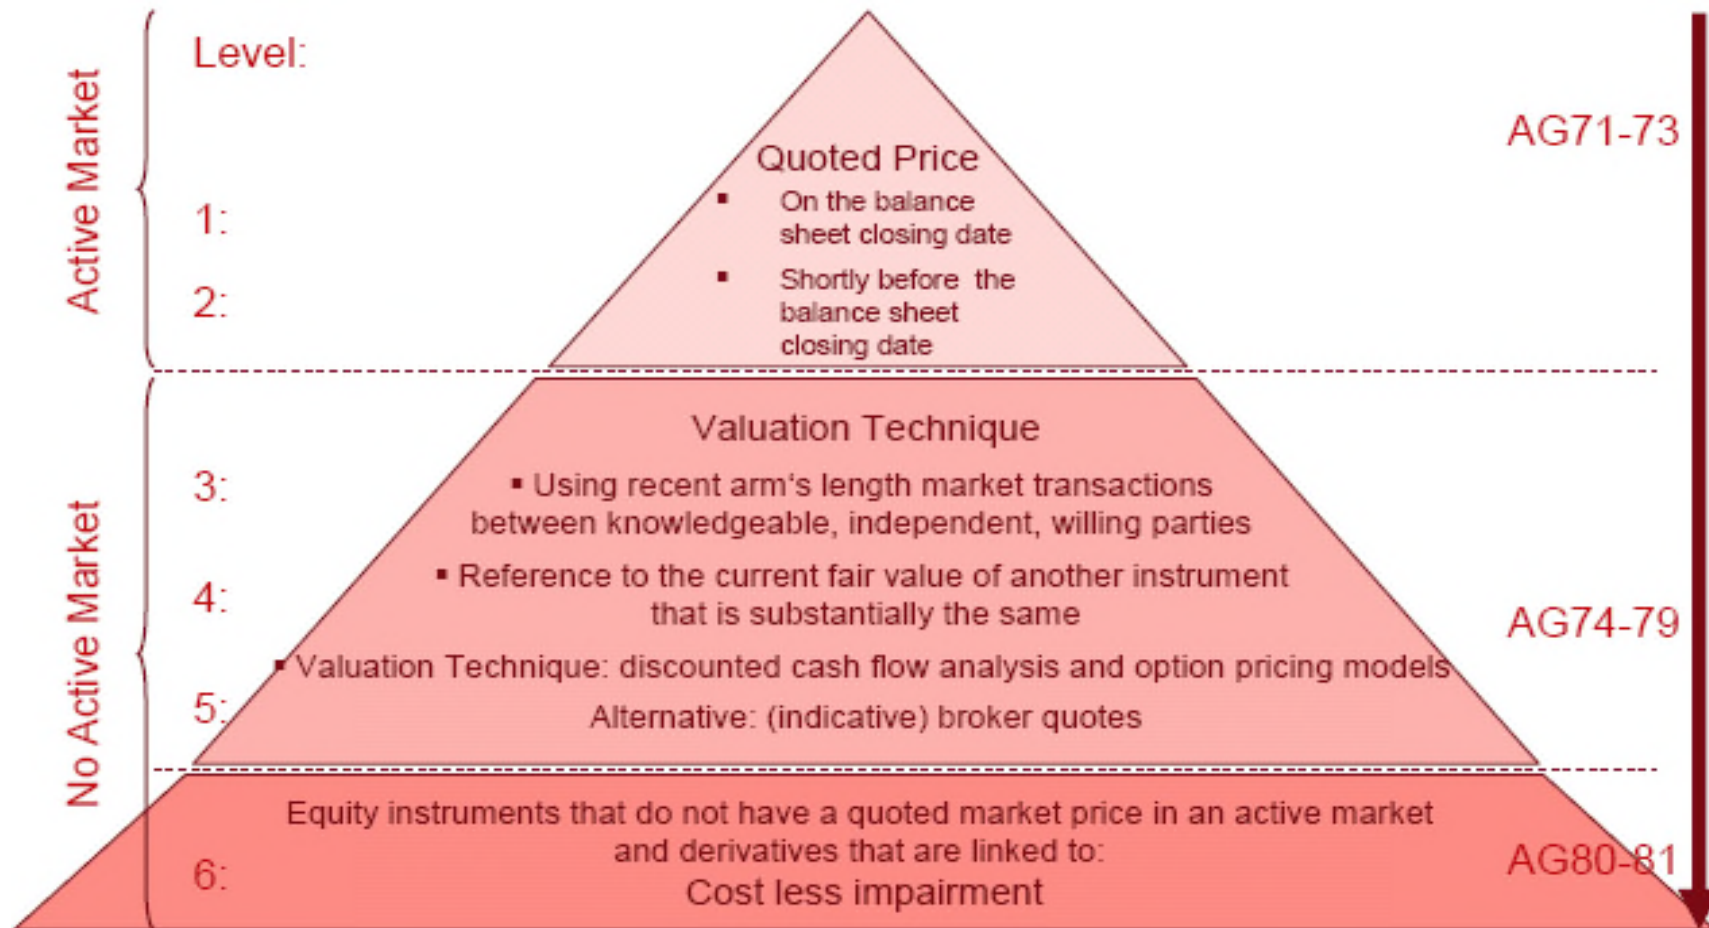 Level:
Active Market
AG71-73
Quoted Price
1:
▪ On the balance
sheet closing date
2:
▪ Shortly before the
balance sheet
closing date
No Active Market
Valuation Technique
3:
▪ Using recent arm‘s length market transactions
between knowledgeable, independent, willing parties
4:
▪ Reference to the current fair value of another instrument
that is substantially the same
AG74-79
▪ Valuation Technique: discounted cash flow analysis and option pricing models
5:
Alternative: (indicative) broker quotes
Equity instruments that do not have a quoted market price in an active market
and derivatives that are linked to:
6:
AG80-81
Cost less impairment